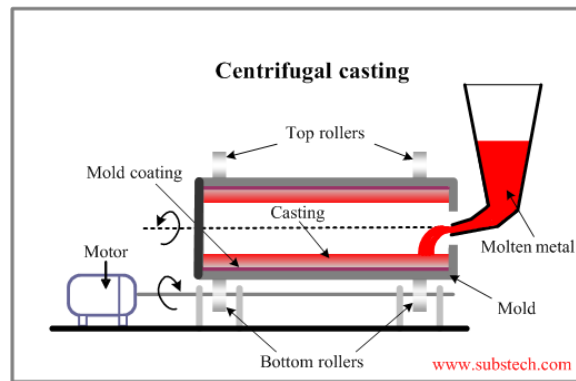 Centrifugal casting
Top rollers
Mold coating
Casting
Molten metal
Motor
Mold
Bottom rollers
www.substech.com